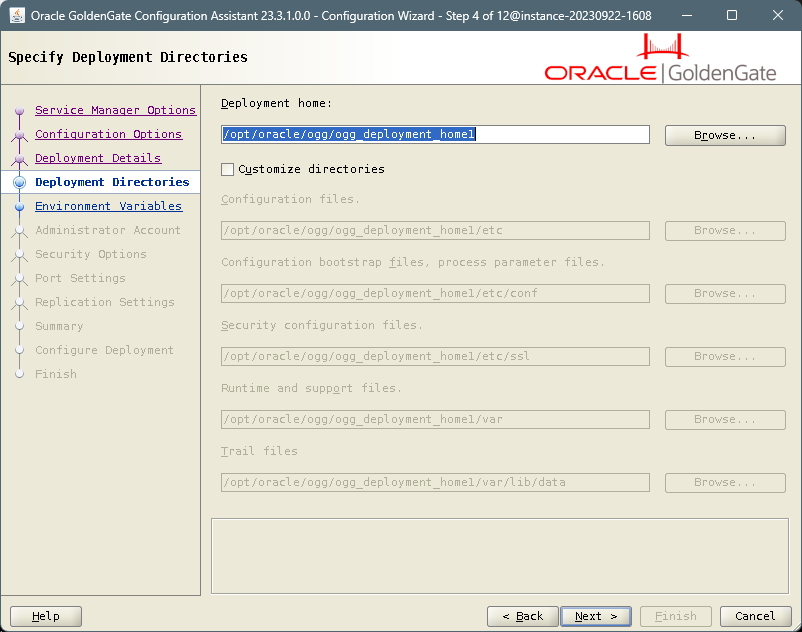 Oracle GoldenGate Configuration Assistant 23.3.1.0.0 - Configuration Wizard - Step 4 of 12@instance-20230922-1608
Specify Deployment Directories
ORACLE | GoldenGate
Service Manager Options
Configuration Options
Deployment Details
Deployment Directories
Environment Variables
Administrator Account
Security Options
Port Settings
Replication Settings
Summary
Configure Deployment
Finish
Deployment home:
/opt/oracle/ogg/ogg_deployment_home1
Browse...
Customize directories
Configuration files.
/opt/oracle/ogg/ogg_deployment_home1/etc
Browse...
Configuration bootstrap files, process parameter files.
/opt/oracle/ogg/ogg_deployment_home1/etc/conf
Browse...
Security configuration files.
/opt/oracle/ogg/ogg_deployment_home1/etc/ssl
Browse...
Runtime and support files.
/opt/oracle/ogg/ogg_deployment_home1/var
Browse...
Trail files
/opt/oracle/ogg/ogg_deployment_home1/var/lib/data
Browse...
Help
< Back
Next >
Finish
Cancel